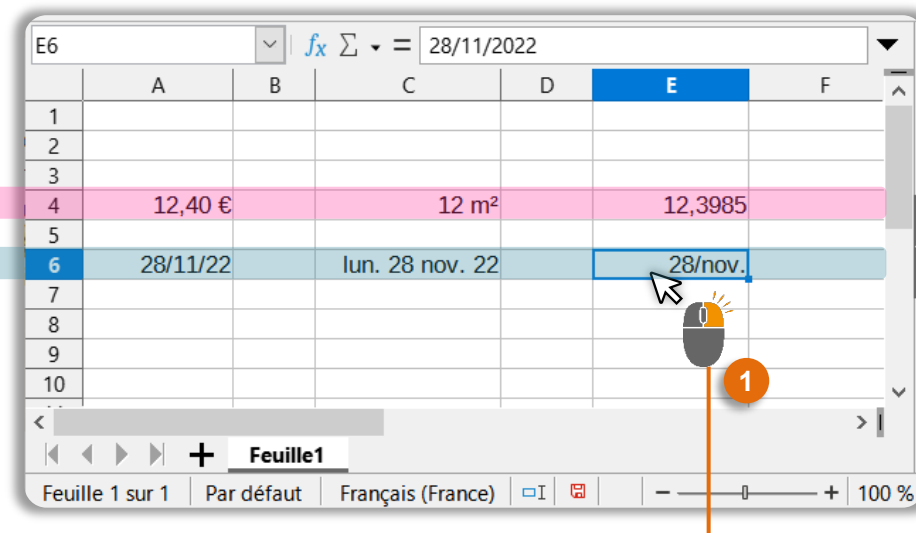 E6 fx Σ = 28/11/2022
A B C D E F
1
2
3
4 12,40 € 12 m² 12,3985
5
6 28/11/22 lun. 28 nov. 22 28/nov.
7
8
9
10
1
Feuille1
Feuille 1 sur 1 Par défaut Français (France) 100 %